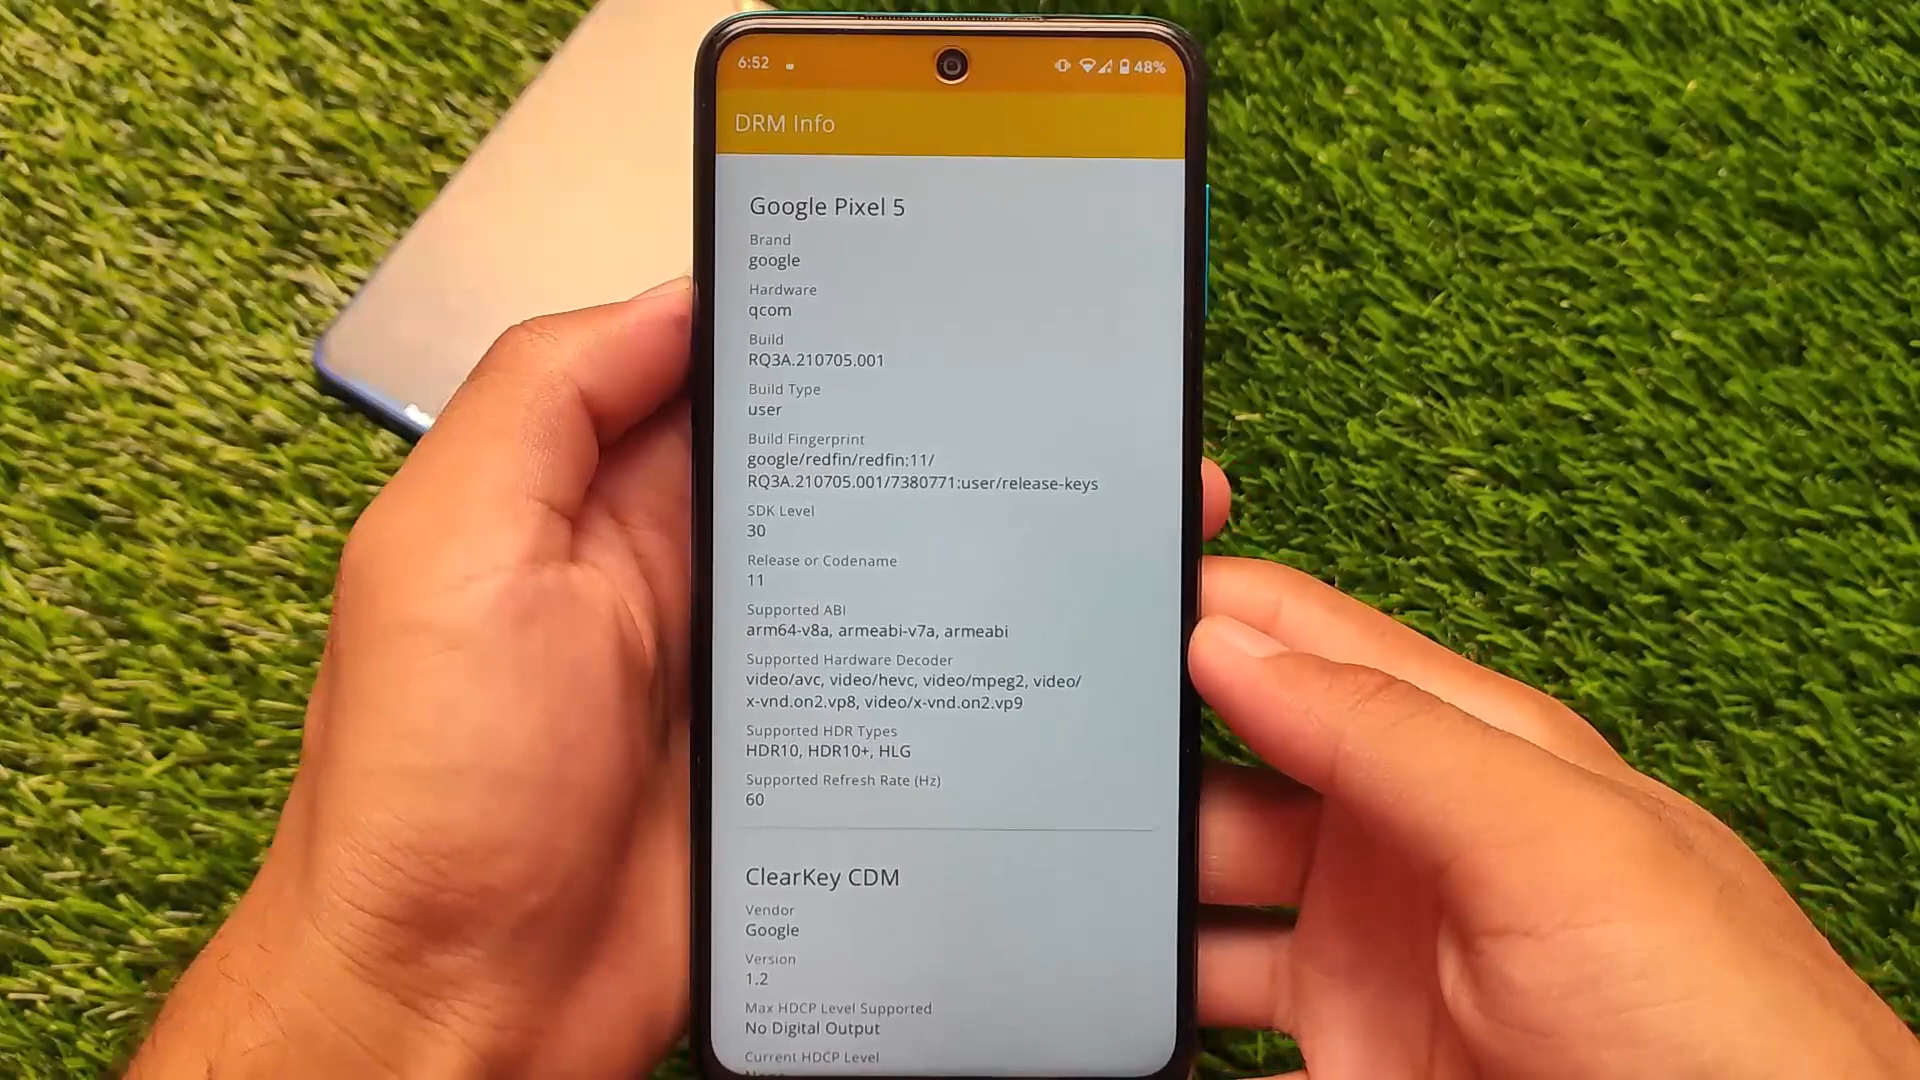 6:52
48%
DRM Info
Google Pixel 5
Brand
google
Hardware
qcom
Build
RQ3A.210705.001
Build Type
user
Build Fingerprint
google/redfin/redfin:11/
RQ3A.210705.001/7380771:user/release-keys
SDK Level
30
Release or Codename
11
Supported ABI
arm64-v8a, armeabi-v7a, armeabi
Supported Hardware Decoder
video/avc, video/hevc, video/mpeg2, video/
x-vnd.on2.vp8, video/x-vnd.on2.vp9
Supported HDR Types
HDR10, HDR10+, HLG
Supported Refresh Rate (Hz)
60
ClearKey CDM
Vendor
Google
Version
1.2
Max HDCP Level Supported
No Digital Output
Current HDCP Level